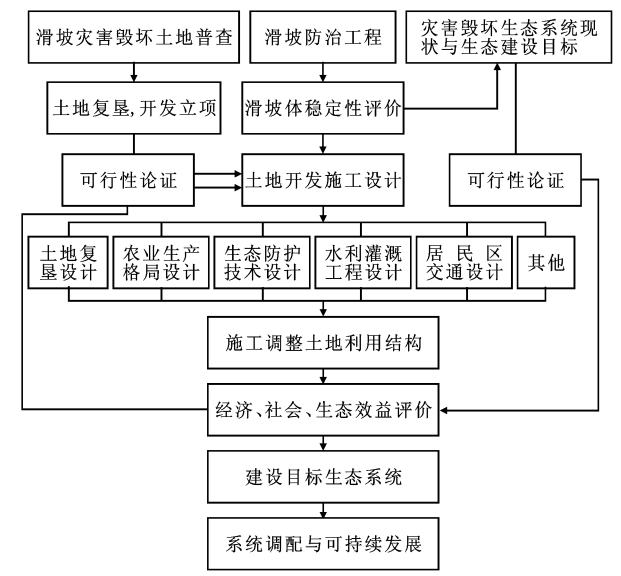 滑坡灾害毁坏土地普查
滑坡防治工程
灾害毁坏生态系统现
状与生态建设目标
土地复垦,开发立项
滑坡体稳定性评价
可行性论证
土地开发施工设计
可行性论证
土地复
垦设计
农业生产
格局设计
生态防护
技术设计
水利灌溉
工程设计
居民区
交通设计
其他
施工调整土地利用结构
经济、社会、生态效益评价
建设目标生态系统
系统调配与可持续发展